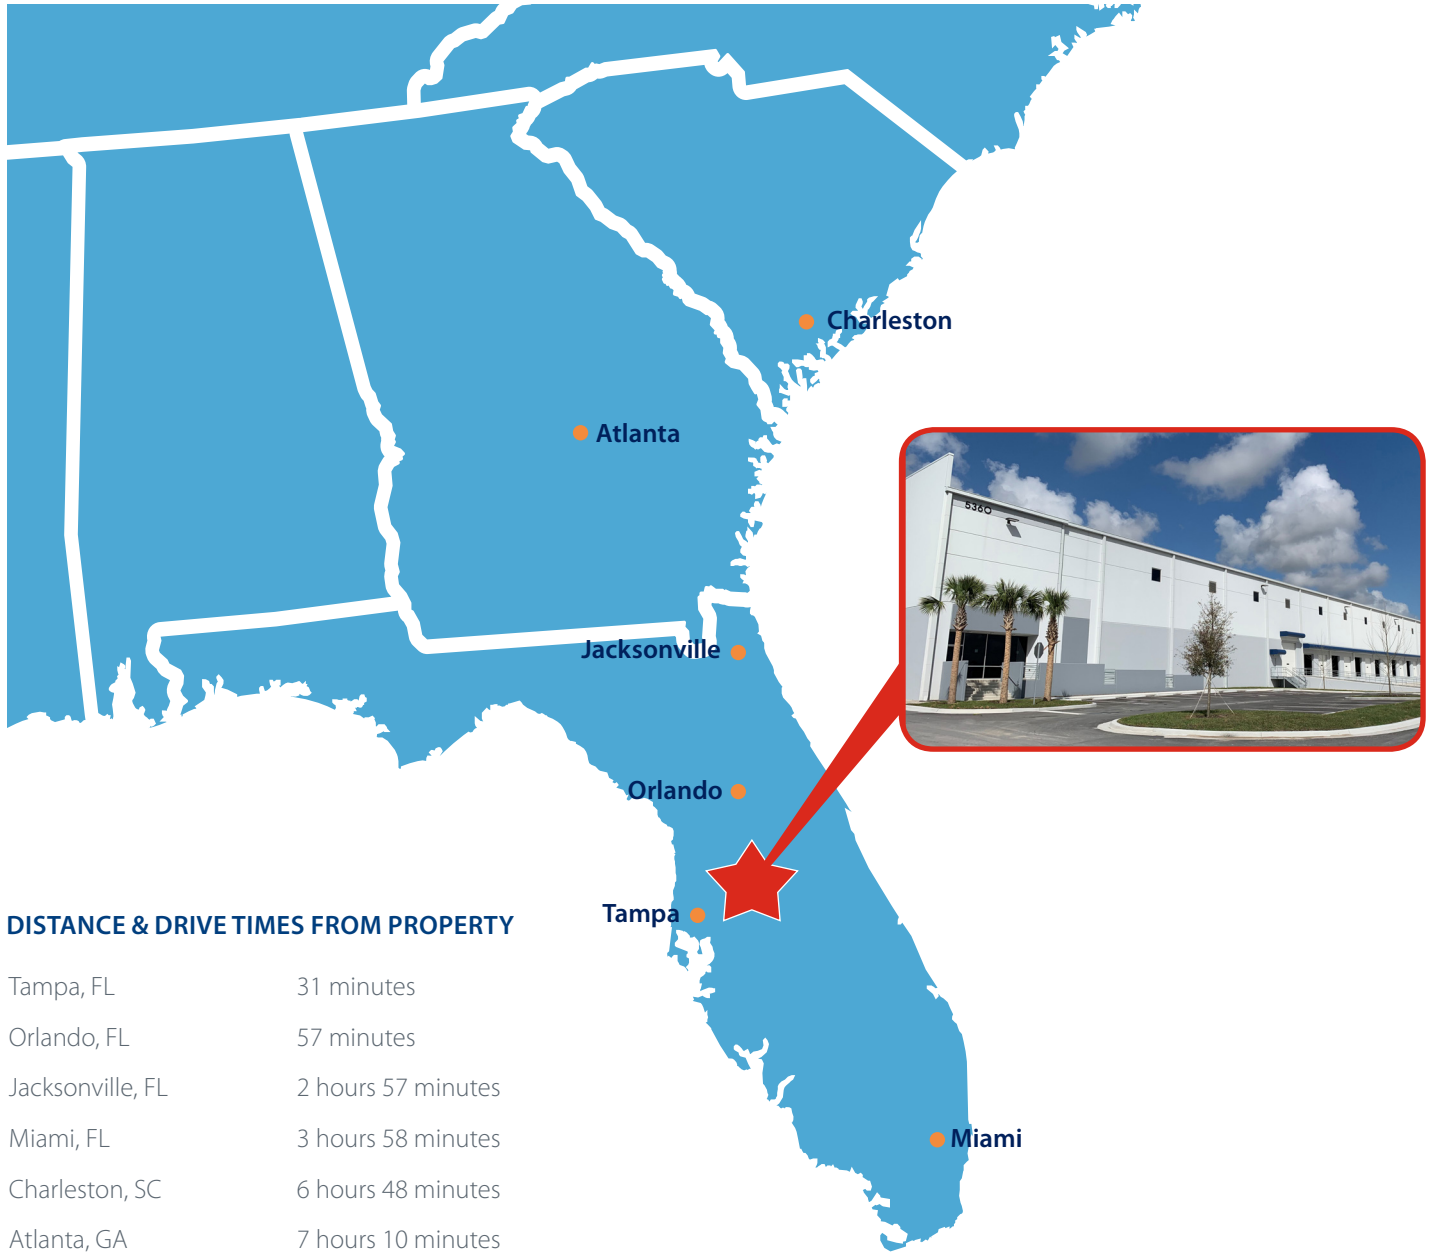 Charleston
Atlanta
5360
Jacksonville
Orlando
Tampa
Miami
DISTANCE & DRIVE TIMES FROM PROPERTY
Tampa, FL 31 minutes
Orlando, FL 57 minutes
Jacksonville, FL 2 hours 57 minutes
Miami, FL 3 hours 58 minutes
Charleston, SC 6 hours 48 minutes
Atlanta, GA 7 hours 10 minutes